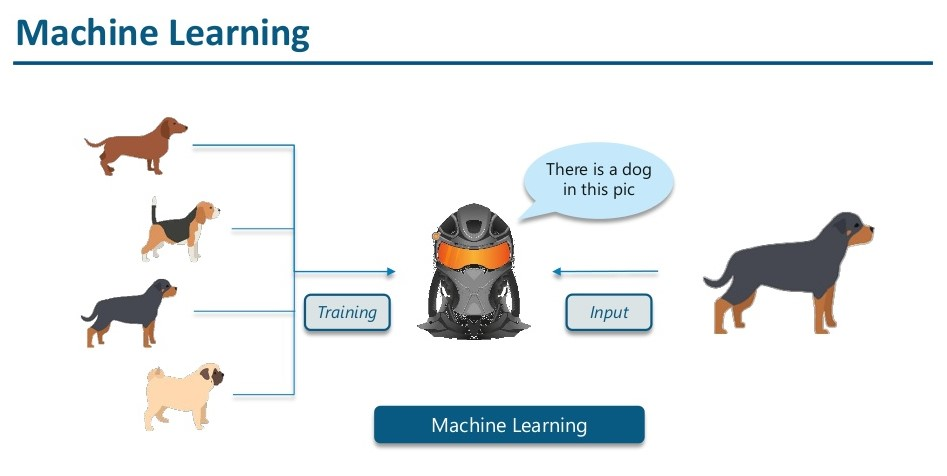 Machine Learning
There is a dog
in this pic
Training
Input
Machine Learning